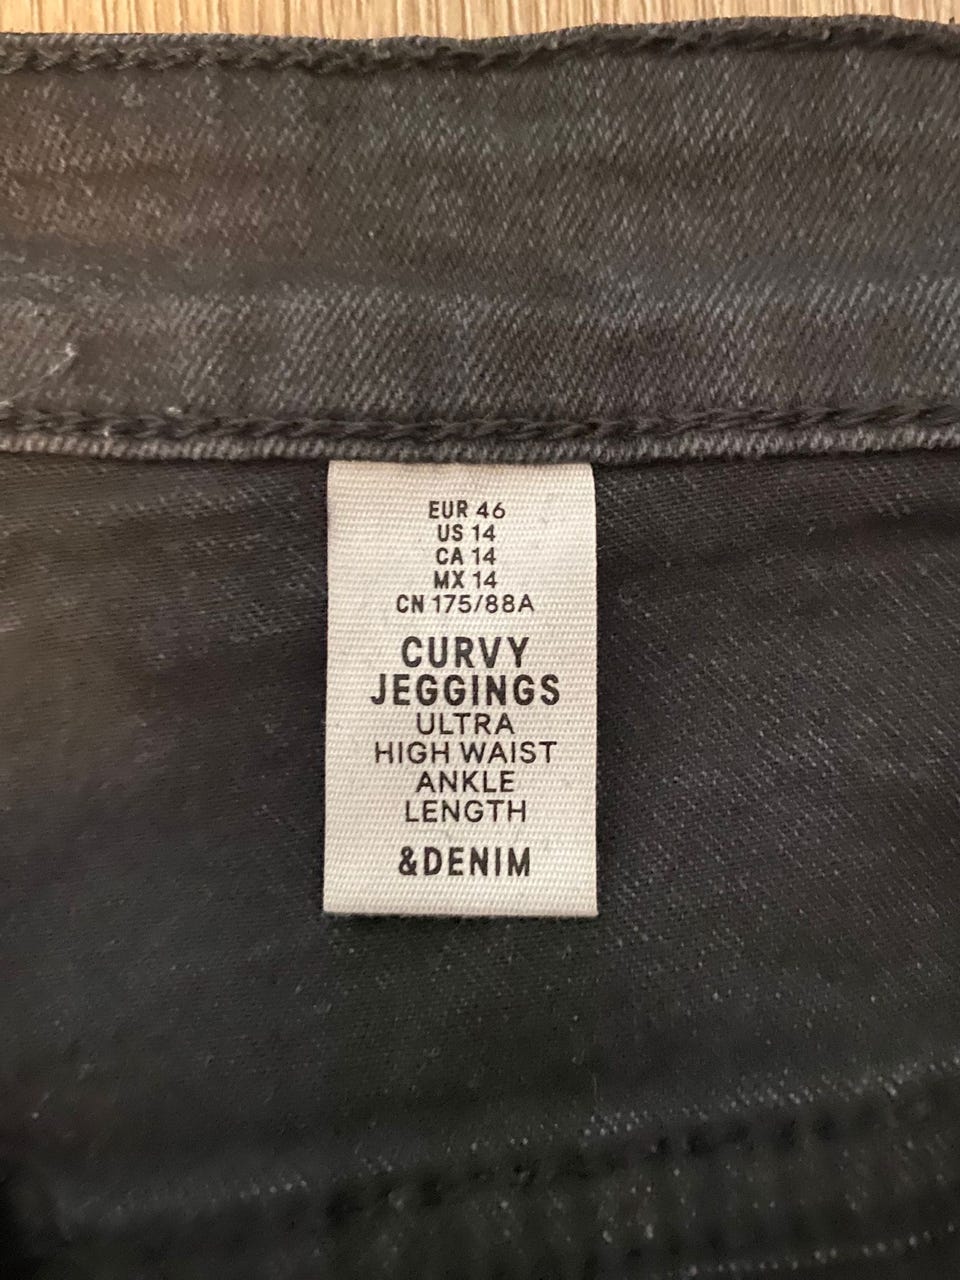 EUR 46
US 14
CA 14
MX 14
CN 175/88A
CURVY
JEGGINGS
ULTRA
HIGH WAIST
ANKLE
LENGTH
&DENIM